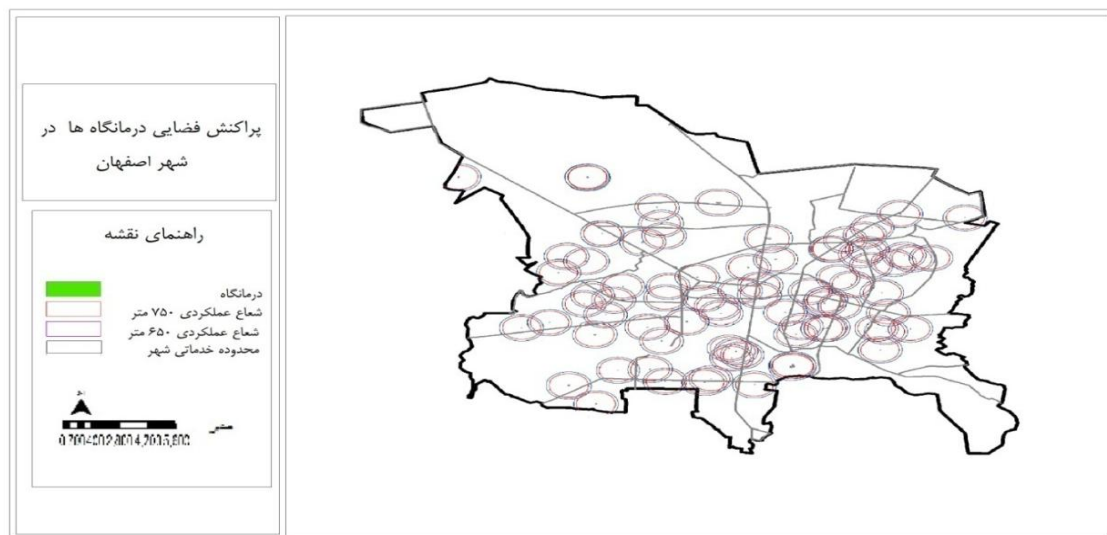 پراکنش فضایی درمانگاه ها در
شهر اصفهان
راهنمای نقشه
درمانگاه
شعاع عملکردی ۷۵۰ متر
شعاع عملکردی ۶۵۰ متر
محدوده خدماتی شهر
متر